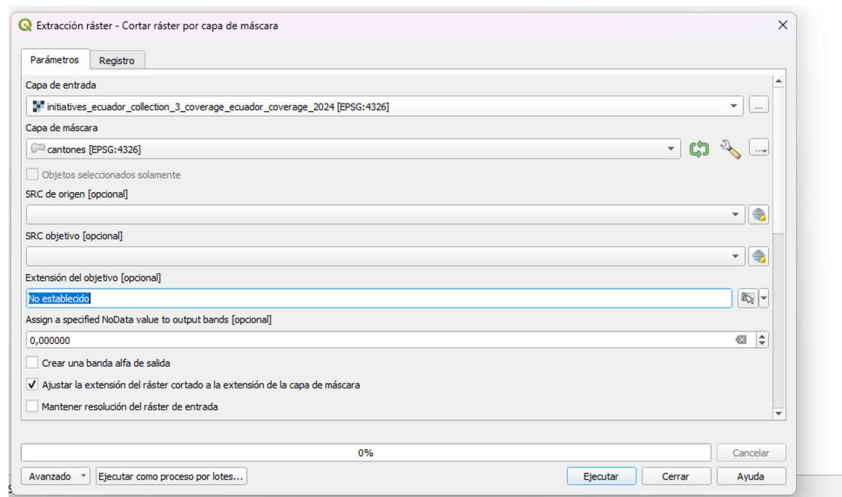 Extracción ráster - Cortar ráster por capa de máscara
Parámetros Registro
Capa de entrada
initiatives_ecuador_collection_3_coverage_ecuador_coverage_2024 [EPSG:4326]
...
Capa de máscara
cantones [EPSG:4326]
...
Objetos seleccionados solamente
SRC de origen [opcional]
SRC objetivo [opcional]
Extensión del objetivo [opcional]
No establecido
Assign a specified NoData value to output bands [opcional]
0,000000
Crear una banda alfa de salida
Ajustar la extensión del ráster cortado a la extensión de la capa de máscara
Mantener resolución del ráster de entrada
0% Cancelar
Avanzado Ejecutar como proceso por lotes... Ejecutar Cerrar Ayuda